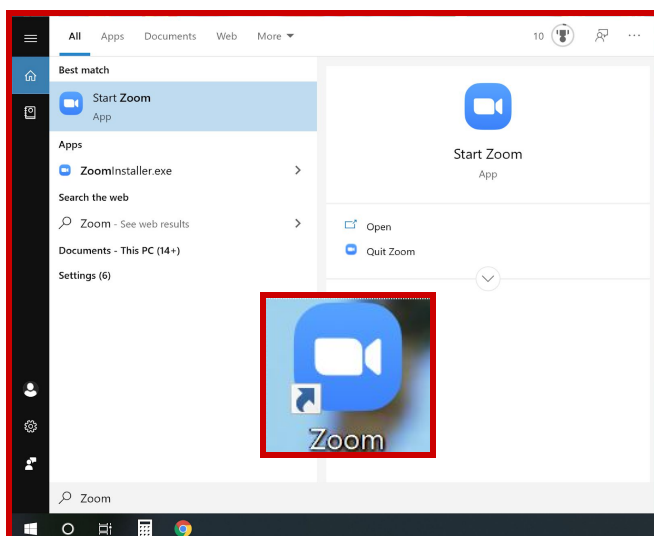 All Apps Documents Web More 10 ...
Best match
Start Zoom
App
Apps
ZoomInstaller.exe
Search the web
Zoom - See web results
Documents - This PC (14+)
Settings (6)
Start Zoom
App
Open
Quit Zoom
Zoom
Zoom